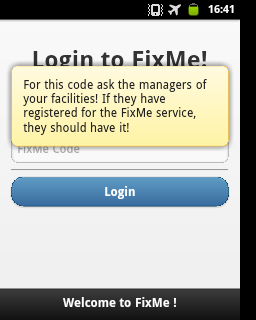 16:41
Login to FixMe!
For this code ask the managers of
your facilities! If they have
registered for the FixMe service,
they should have it!
FixMe Code
Login
Welcome to FixMe !